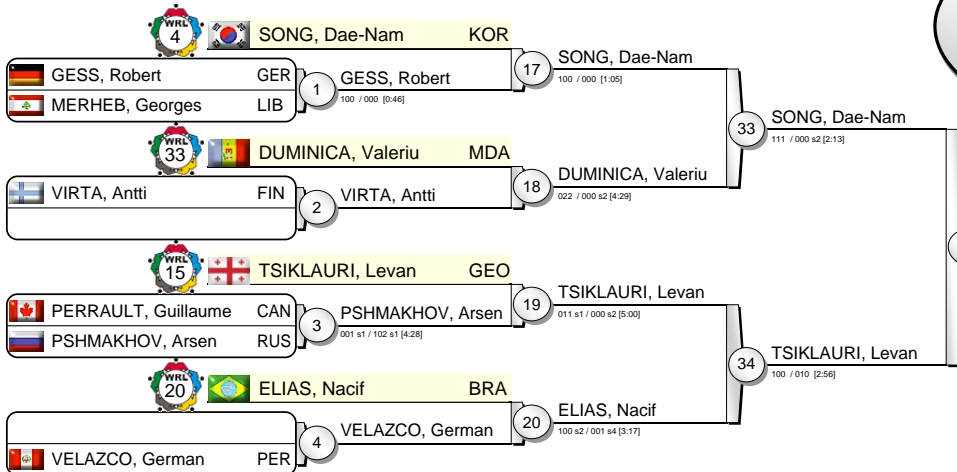 WRL
4
SONG, Dae-Nam KOR
GESS, Robert GER
MERHEB, Georges LIB
1
GESS, Robert
100 / 000 [0:46]
17
SONG, Dae-Nam
100 / 000 [1:05]
WRL
33
DUMINICA, Valeriu MDA
VIRTA, Antti FIN
2
VIRTA, Antti
18
DUMINICA, Valeriu
022 / 000 s2 [4:29]
33
SONG, Dae-Nam
111 / 000 s2 [2:13]
WRL
15
TSIKLAURI, Levan GEO
PERRAULT, Guillaume CAN
PSHMAKHOV, Arsen RUS
3
PSHMAKHOV, Arsen
001 s1 / 102 s1 [4:28]
19
TSIKLAURI, Levan
011 s1 / 000 s2 [5:00]
WRL
20
ELIAS, Nacif BRA
VELAZCO, German PER
4
VELAZCO, German
20
ELIAS, Nacif
100 s2 / 001 s4 [3:17]
34
TSIKLAURI, Levan
100 / 010 [2:56]